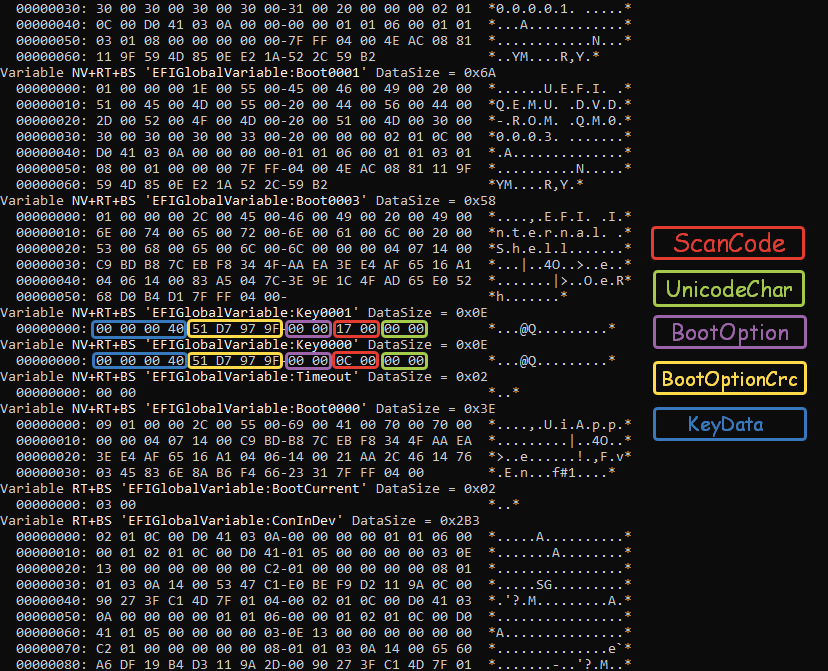 00000030: 30 00 30 00 30 00 30 00-31 00 20 00 00 00 02 01 *0.0.0.0.1. .....*
00000040: 0C 00 D0 41 03 0A 00 00-00 00 01 01 06 00 01 01 *...A............*
00000050: 03 01 08 00 00 00 00 00-7F FF 04 00 4E AC 08 81 *............N...*
00000060: 11 9F 59 4D 85 0E E2 1A-52 2C 59 B2 *..YM....R,Y.*
Variable NV+RT+BS 'EFIGlobalVariable:Boot0001' DataSize = 0x6A
00000000: 01 00 00 00 1E 00 55 00-45 00 46 00 49 00 20 00 *......U.E.F.I. .*
00000010: 51 00 45 00 4D 00 55 00-20 00 44 00 56 00 44 00 *Q.E.M.U. .D.V.D.*
00000020: 2D 00 52 00 4F 00 4D 00-20 00 51 00 4D 00 30 00 *-.R.O.M. .Q.M.0.*
00000030: 30 00 30 00 30 00 33 00-20 00 00 00 02 01 0C 00 *0.0.0.3. .......*
00000040: D0 41 03 0A 00 00 00 00-01 01 06 00 01 01 03 01 *.A..............*
00000050: 08 00 01 00 00 00 7F FF-04 00 4E AC 08 81 11 9F *..........N.....*
00000060: 59 4D 85 0E E2 1A 52 2C-59 B2 *YM....R,Y.*
Variable NV+RT+BS 'EFIGlobalVariable:Boot0003' DataSize = 0x58
00000000: 01 00 00 00 2C 00 45 00-46 00 49 00 20 00 49 00 *....,.E.F.I. .I.*
00000010: 6E 00 74 00 65 00 72 00-6E 00 61 00 6C 00 20 00 *n.t.e.r.n.a.l. .*
00000020: 53 00 68 00 65 00 6C 00-6C 00 00 00 04 07 14 00 *S.h.e.l.l.......*
00000030: C9 BD B8 7C EB F8 34 4F-AA EA 3E E4 AF 65 16 A1 *...|..4O..>..e..*
00000040: 04 06 14 00 83 A5 04 7C-3E 9E 1C 4F AD 65 E0 52 *.......|>..O.e.R*
00000050: 68 D0 B4 D1 7F FF 04 00- *h.......*
Variable NV+RT+BS 'EFIGlobalVariable:Key0001' DataSize = 0x0E
00000000: 00 00 00 40 51 D7 97 9F-00 00 17 00 00 00 *...@Q.........*
Variable NV+RT+BS 'EFIGlobalVariable:Key0000' DataSize = 0x0E
00000000: 00 00 00 40 51 D7 97 9F-00 00 0C 00 00 00 *...@Q.........*
Variable NV+RT+BS 'EFIGlobalVariable:Timeout' DataSize = 0x02
00000000: 00 00 *..*
Variable NV+RT+BS 'EFIGlobalVariable:Boot0000' DataSize = 0x3E
00000000: 09 01 00 00 2C 00 55 00-69 00 41 00 70 00 70 00 *....,.U.i.A.p.p.*
00000010: 00 00 04 07 14 00 C9 BD-B8 7C EB F8 34 4F AA EA *.........|..4O..*
00000020: 3E E4 AF 65 16 A1 04 06-14 00 21 AA 2C 46 14 76 *>..e......!.,F.v*
00000030: 03 45 83 6E 8A B6 F4 66-23 31 7F FF 04 00 *.E.n...f#1....*
Variable RT+BS 'EFIGlobalVariable:BootCurrent' DataSize = 0x02
00000000: 03 00 *..*
Variable RT+BS 'EFIGlobalVariable:ConInDev' DataSize = 0x2B3
00000000: 02 01 0C 00 D0 41 03 0A-00 00 00 00 01 01 06 00 *.....A..........*
00000010: 00 01 02 01 0C 00 D0 41-01 05 00 00 00 00 03 0E *.......A........*
00000020: 13 00 00 00 00 00 00 C2-01 00 00 00 00 00 08 01 *................*
00000030: 01 03 0A 14 00 53 47 C1-E0 BE F9 D2 11 9A 0C 00 *.....SG.........*
00000040: 90 27 3F C1 4D 7F 01 04-00 02 01 0C 00 D0 41 03 *.'?.M.........A.*
00000050: 0A 00 00 00 00 01 01 06-00 00 01 02 01 0C 00 D0 *................*
00000060: 41 01 05 00 00 00 00 03-0E 13 00 00 00 00 00 00 *A...............*
00000070: C2 01 00 00 00 00 00 08-01 01 03 0A 14 00 65 60 *..............e`*
00000080: A6 DF 19 B4 D3 11 9A 2D-00 90 27 3F C1 4D 7F 01 *.......-..'?.M..*
ScanCode
UnicodeChar
BootOption
BootOptionCrc
KeyData